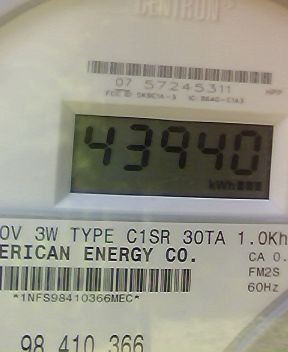 CENTRON
07 57245311
HPP
43940
kWh
0V 3W TYPE C1SR 30TA 1.0Kh
ERICAN ENERGY CO.
CA 0.
FM2S
60Hz
*1NFS98410366MEC*
98 410 366